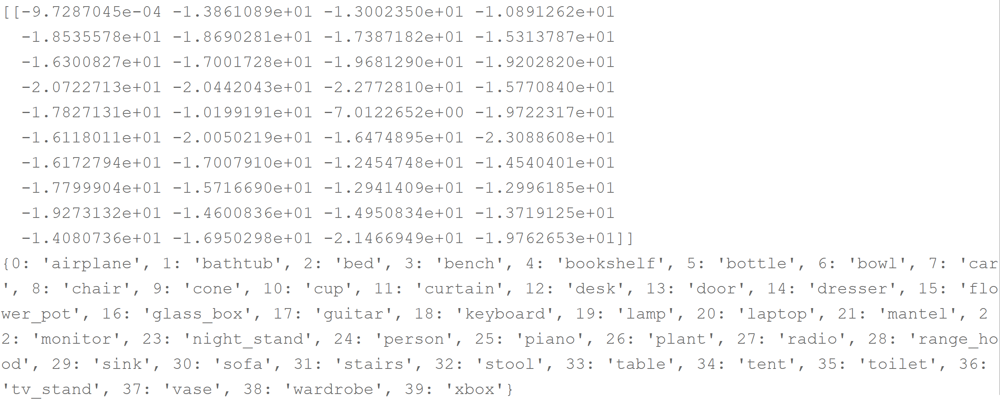 [[-9.7287045e-04 -1.3861089e+01 -1.3002350e+01 -1.0891262e+01
-1.8535578e+01 -1.8690281e+01 -1.7387182e+01 -1.5313787e+01
-1.6300827e+01 -1.7001728e+01 -1.9681290e+01 -1.9202820e+01
-2.0722713e+01 -2.0442043e+01 -2.2772810e+01 -1.5770840e+01
-1.7827131e+01 -1.0199191e+01 -7.0122652e+00 -1.9722317e+01
-1.6118011e+01 -2.0050219e+01 -1.6474895e+01 -2.3088608e+01
-1.6172794e+01 -1.7007910e+01 -1.2454748e+01 -1.4540401e+01
-1.7799904e+01 -1.5716690e+01 -1.2941409e+01 -1.2996185e+01
-1.9273132e+01 -1.4600836e+01 -1.4950834e+01 -1.3719125e+01
-1.4080736e+01 -1.6950298e+01 -2.1466949e+01 -1.9762653e+01]]
{0: 'airplane', 1: 'bathtub', 2: 'bed', 3: 'bench', 4: 'bookshelf', 5: 'bottle', 6: 'bowl', 7: 'car
', 8: 'chair', 9: 'cone', 10: 'cup', 11: 'curtain', 12: 'desk', 13: 'door', 14: 'dresser', 15: 'flo
wer_pot', 16: 'glass_box', 17: 'guitar', 18: 'keyboard', 19: 'lamp', 20: 'laptop', 21: 'mantel', 2
2: 'monitor', 23: 'night_stand', 24: 'person', 25: 'piano', 26: 'plant', 27: 'radio', 28: 'range_ho
od', 29: 'sink', 30: 'sofa', 31: 'stairs', 32: 'stool', 33: 'table', 34: 'tent', 35: 'toilet', 36:
'tv_stand', 37: 'vase', 38: 'wardrobe', 39: 'xbox'}